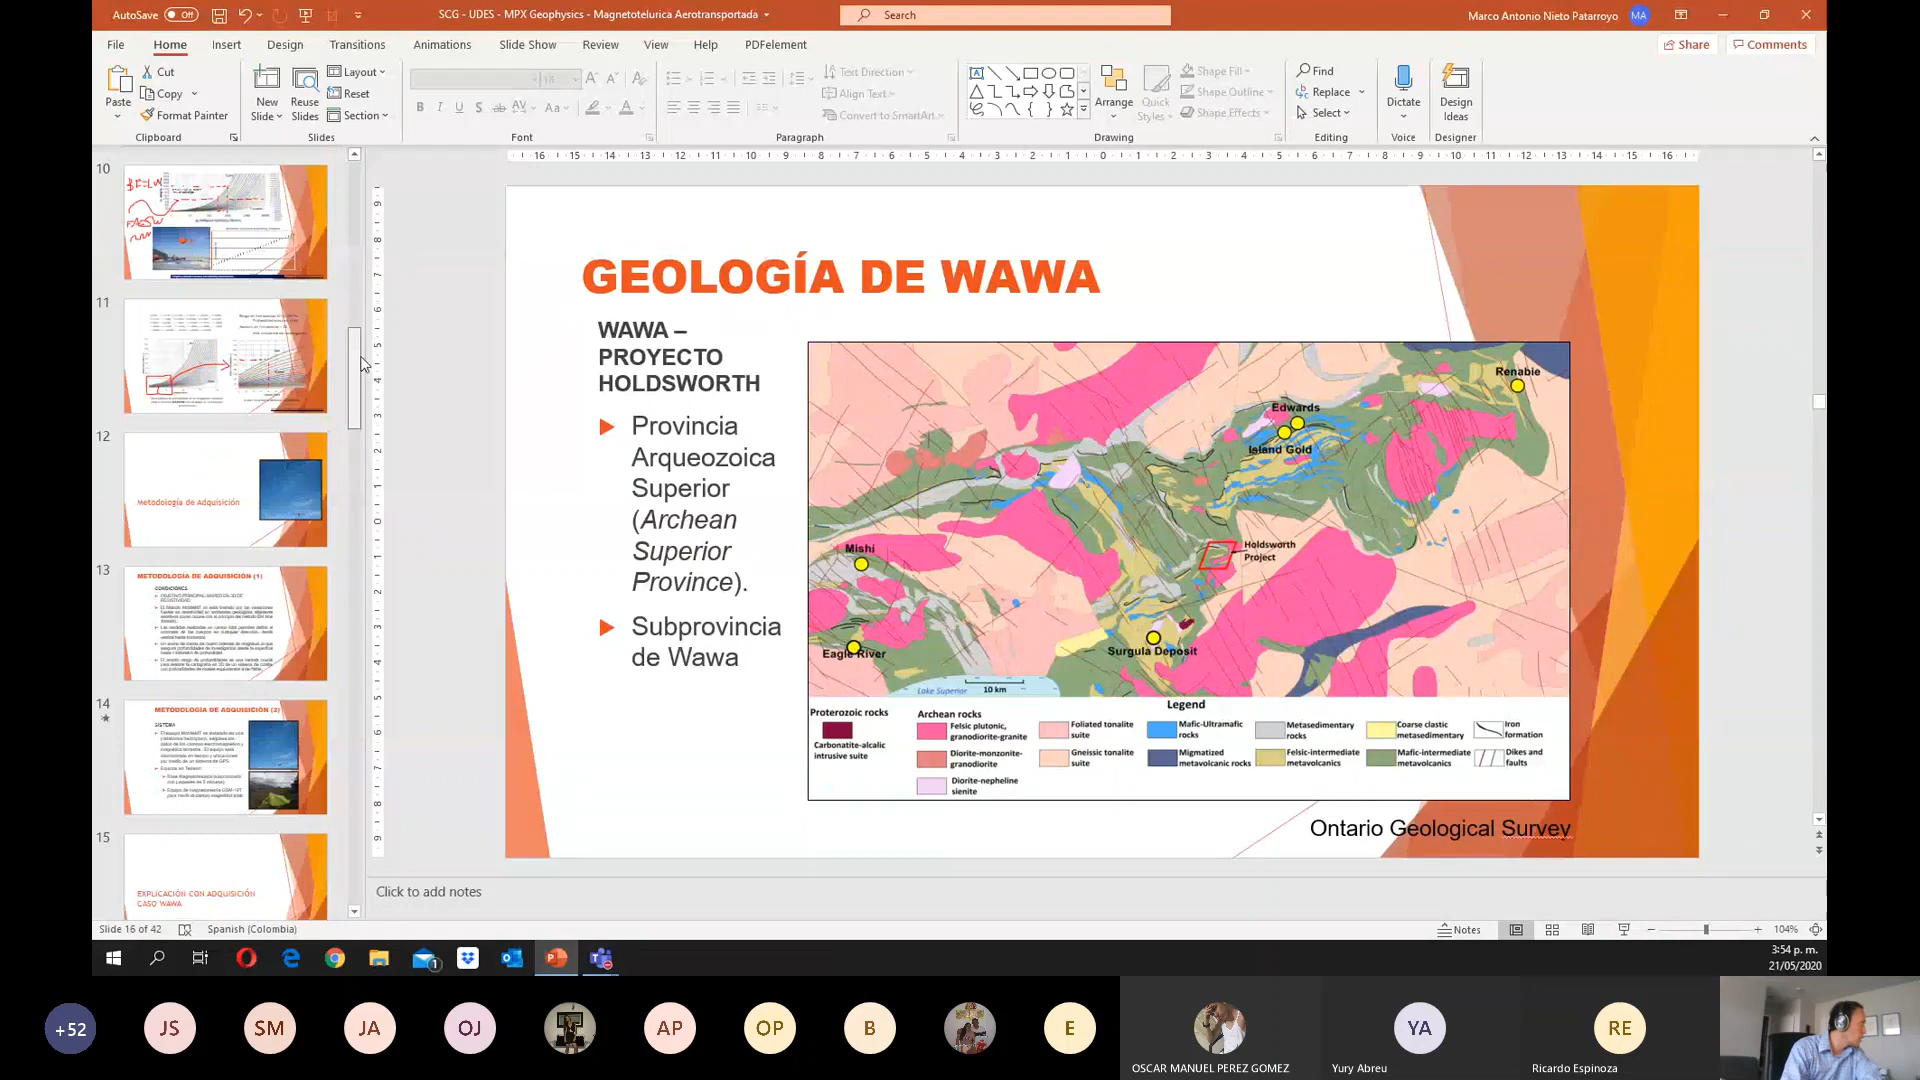 AutoSave Off
SCG - UDES - MPX Geophysics - Magnetotelurica Aerotransportada
Search
Marco Antonio Nieto Patarroyo MA
File Home Insert Design Transitions Animations Slide Show Review View Help PDFelement
Share Comments
Paste
Cut
Copy
Format Painter
Clipboard
New Slide
Reuse Slides
Layout
Reset
Section
Slides
Font
Text Direction
Align Text
Convert to SmartArt
Paragraph
Arrange
Quick Styles
Shape Fill
Shape Outline
Shape Effects
Drawing
Find
Replace
Select
Editing
Dictate
Voice
Design Ideas
Designer
10
11
12
Metodología de Adquisición
13
METODOLOGÍA DE ADQUISICIÓN (1)
CONDICIONES
14
METODOLOGÍA DE ADQUISICIÓN (2)
SISTEMA
15
EXPLICACIÓN CON ADQUISICIÓN
CASO WAWA
GEOLOGÍA DE WAWA
WAWA –
PROYECTO
HOLDSWORTH
Provincia
Arqueozoica
Superior
(Archean
Superior
Province).
Subprovincia
de Wawa
Renabie
Edwards
Island Gold
Mishi
Holdsworth
Project
Eagle River
Surgula Deposit
Lake Superior
10 km
Legend
Proterozoic rocks
Carbonatite-alcalic
intrusive suite
Archean rocks
Felsic plutonic,
granodiorite-granite
Diorite-monzonite-
granodiorite
Diorite-nepheline
sienite
Foliated tonalite
suite
Gneissic tonalite
suite
Mafic-Ultramafic
rocks
Migmatized
metavolcanic rocks
Metasedimentary
rocks
Felsic-intermediate
metavolcanics
Coarse clastic
metasedimentary
Mafic-intermediate
metavolcanics
Iron
formation
Dikes and
faults
Ontario Geological Survey
Click to add notes
Slide 16 of 42 Spanish (Colombia)
Notes
104%
3:54 p. m.
21/05/2020
+52 JS SM JA OJ AP OP B E YA RE
OSCAR MANUEL PEREZ GOMEZ
Yury Abreu
Ricardo Espinoza